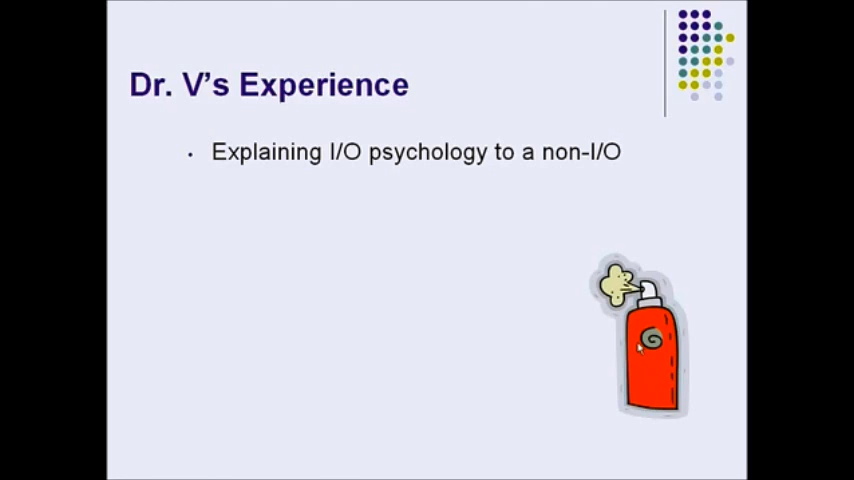 Dr. V's Experience
• Explaining I/O psychology to a non-I/O